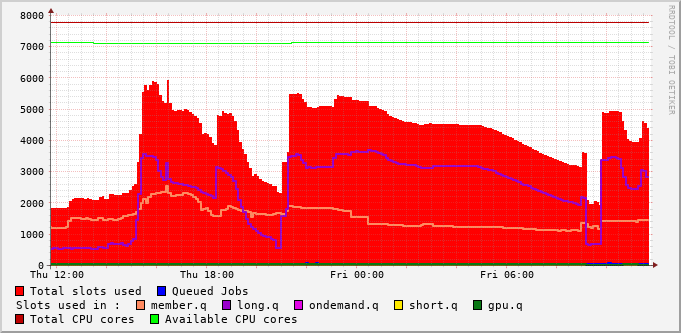 8000
7000
6000
5000
4000
3000
2000
1000
0
Thu 12:00 Thu 18:00 Fri 00:00 Fri 06:00
RRDTOOL / TOBI OETIKER
Total slots used Queued Jobs
Slots used in : member.q long.q ondemand.q short.q gpu.q
Total CPU cores Available CPU cores